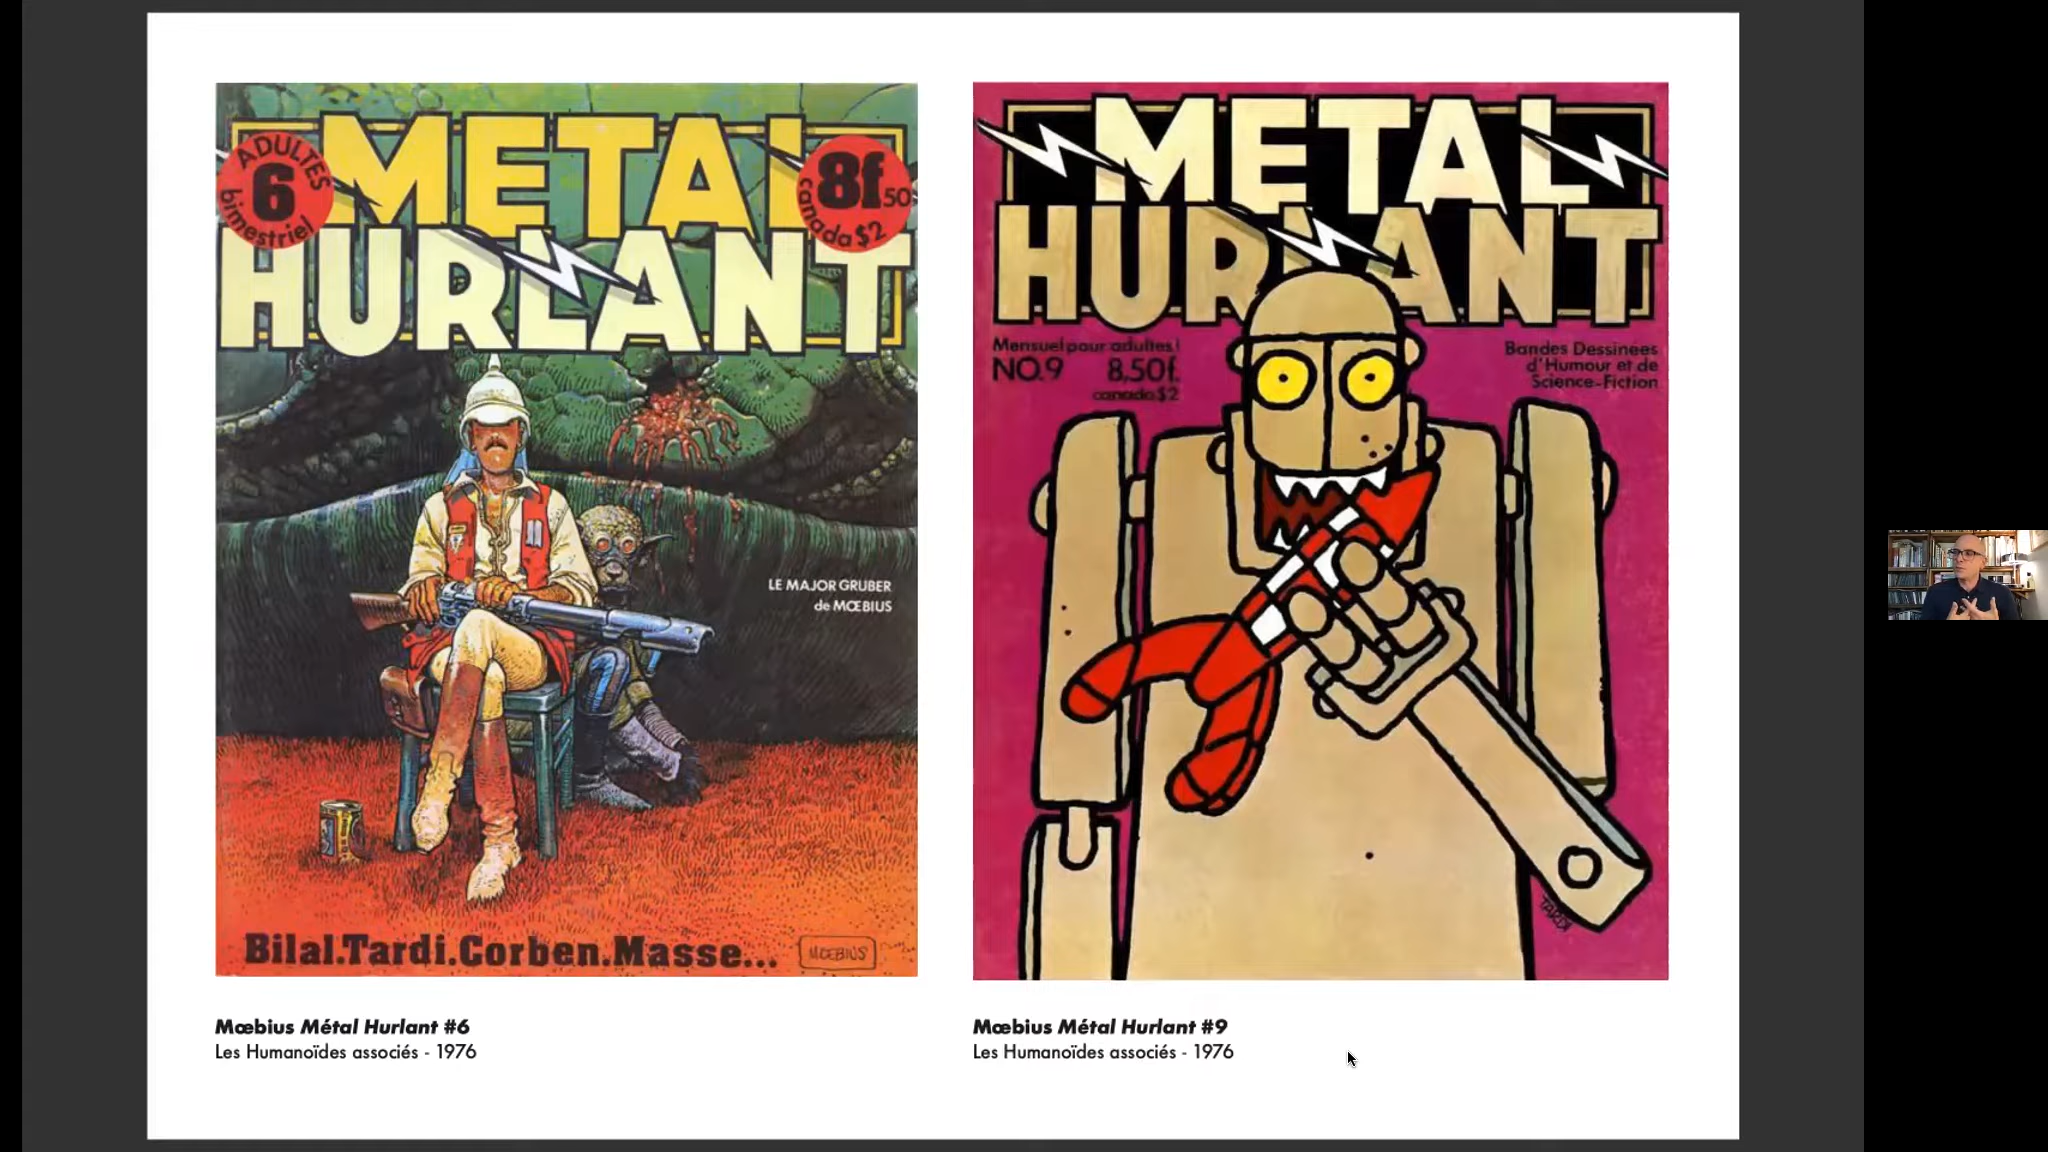 METAL
HURLANT
ADULTES
6
bimestriel
8f50
canada $2
LE MAJOR GRUBER
de MŒBIUS
Bilal.Tardi.Corben.Masse...
MOEBIUS
Mœbius Métal Hurlant #6
Les Humanoïdes associés - 1976
METAL
HURLANT
Mensuel pour adultes!
NO.9 8,50f.
canada $2
Bandes Dessinées
d'Humour et de
Science-Fiction
TARDI
Mœbius Métal Hurlant #9
Les Humanoïdes associés - 1976